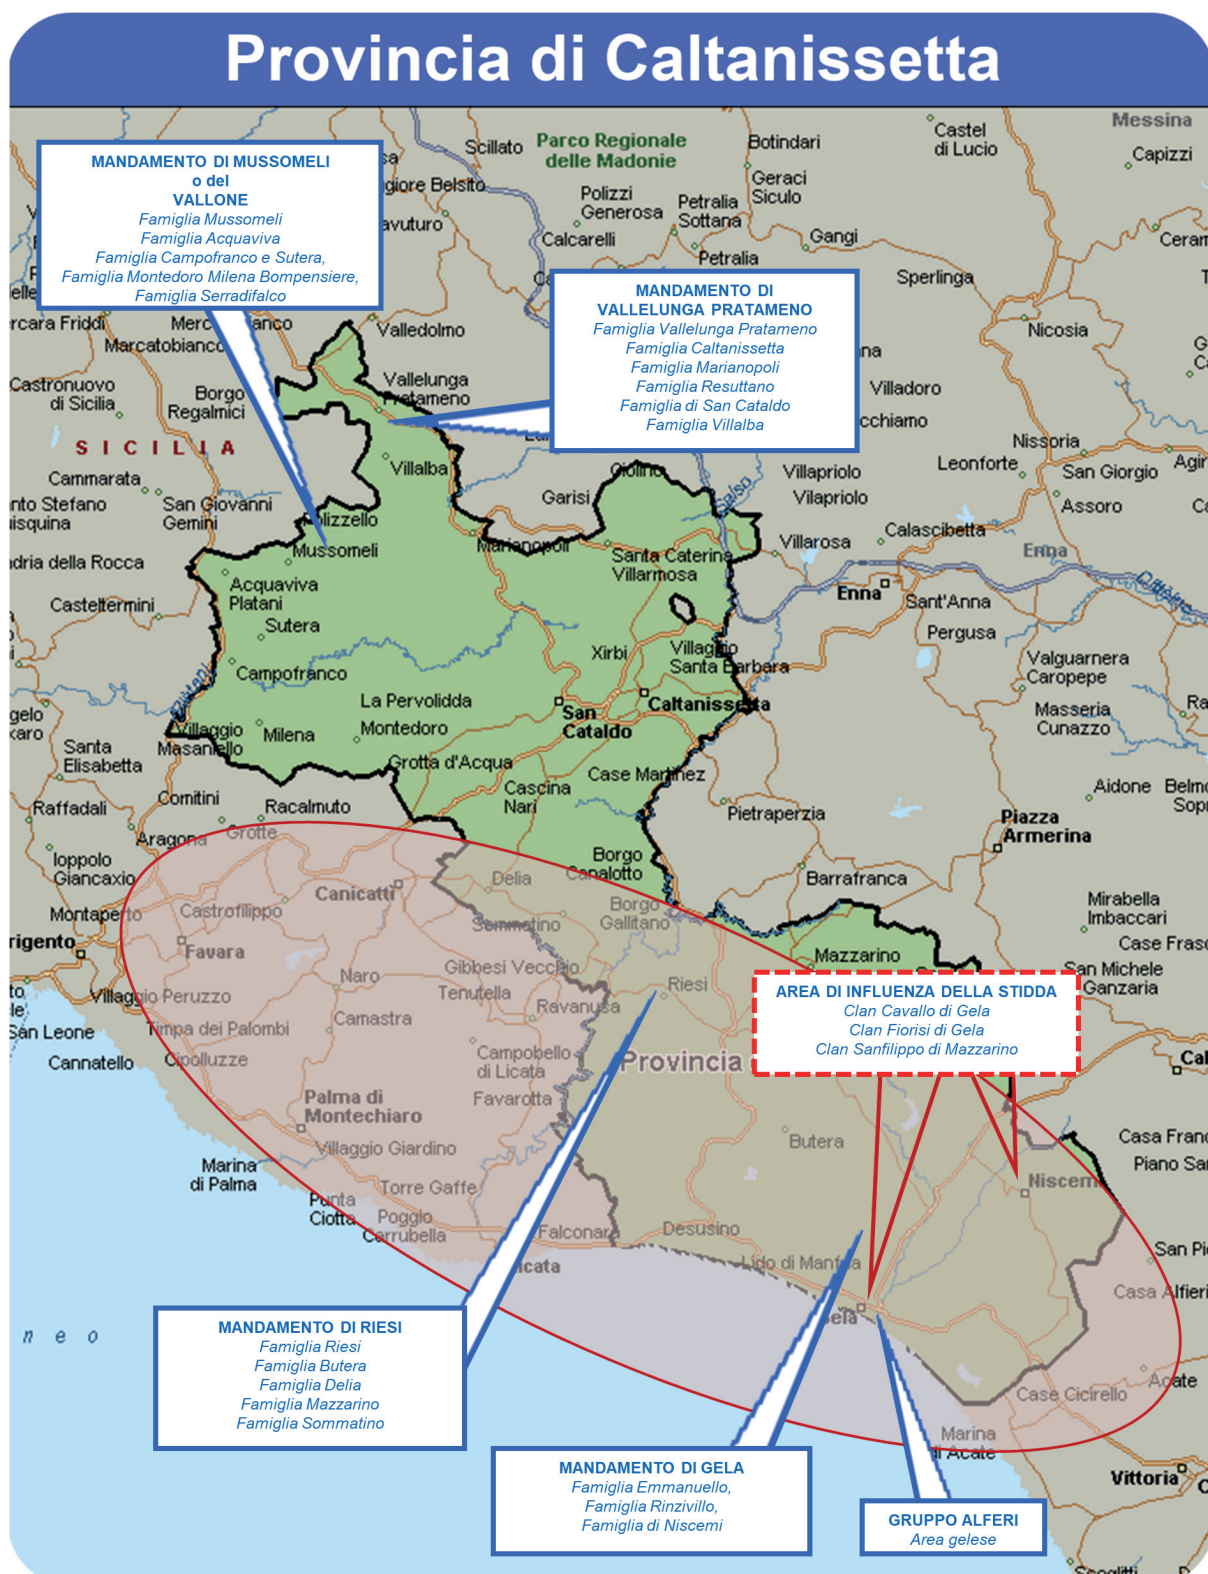 Provincia di Caltanissetta
MANDAMENTO DI MUSSOMELI
o del
VALLONE
Famiglia Mussomeli
Famiglia Acquaviva
Famiglia Campofranco e Sutera,
Famiglia Montedoro Milena Bompensiere,
Famiglia Serradifalco
MANDAMENTO DI
VALLELUNGA PRATAMENO
Famiglia Vallelunga Pratameno
Famiglia Caltanissetta
Famiglia Marianopoli
Famiglia Resuttano
Famiglia di San Cataldo
Famiglia Villalba
Scillato
Parco Regionale
delle Madonie
Botindari
Castel
di Lucio
Messina
Capizzi
Polizzi
Generosa
Petralia
Sottana
Geraci
Siculo
Calcarelli
Petralia
Gangi
Sperlinga
Nicosia
Valledolmo
Marcatobianco
Castronuovo
di Sicilia
Borgo
Regalmici
Vallelunga
Villadoro
SICILIA
Cammarata
San Giovanni
Gemini
Villalba
Garisi
Villapriolo
Vilapriolo
Leonforte
Nissoria
San Giorgio
Assoro
Mussomeli
Marianopoli
Santa Caterina
Villarmosa
Salso
Villarosa
Calascibetta
Enna
Dittaino
Acquaviva
Platani
Casteltermini
Sutera
Campofranco
Platani
Xirbi
Villaggio
Santa Barbara
Enna
Sant'Anna
Pergusa
Valguarnera
Caropepe
La Pervolidda
Montedoro
San
Cataldo
Caltanissetta
Masseria
Cunazzo
Santa
Elisabetta
Villaggio
Masaniello
Milena
Grotta d'Acqua
Cascina
Nari
Case Martinez
Raffadali
Comitini
Racalmuto
Pietraperzia
Aidone
Piazza
Armerina
Aragona
Grotte
Ioppolo
Giancaxio
Canicatti
Delia
Borgo
Canalotto
Barrafranca
Montaperto
Castrofilippo
Sommatino
Borgo
Gallitano
Mirabella
Imbaccari
Favara
Naro
Gibbesi Vecchio
Tenutella
Ravanusa
Riesi
Mazzarino
San Michele
Ganzaria
AREA DI INFLUENZA DELLA STIDDA
Clan Cavallo di Gela
Clan Fiorisi di Gela
Clan Sanfilippo di Mazzarino
Villaggio Peruzzo
San Leone
Cannatello
Timpa dei Palombi
Cipolluzze
Camastra
Campobello
di Licata
Favarotta
Provincia
Palma di
Montechiaro
Villaggio Giardino
Butera
Niscemi
Marina
di Palma
Punta
Ciotta
Torre Gaffe
Poggio
Carrubella
Falconara
Desusino
Lido di Manfria
Gela
neo
MANDAMENTO DI RIESI
Famiglia Riesi
Famiglia Butera
Famiglia Delia
Famiglia Mazzarino
Famiglia Sommatino
Casa Alfieri
Acate
Case Cicirello
Marina
di Acate
Vittoria
MANDAMENTO DI GELA
Famiglia Emmanuello,
Famiglia Rinzivillo,
Famiglia di Niscemi
GRUPPO ALFERI
Area gelese